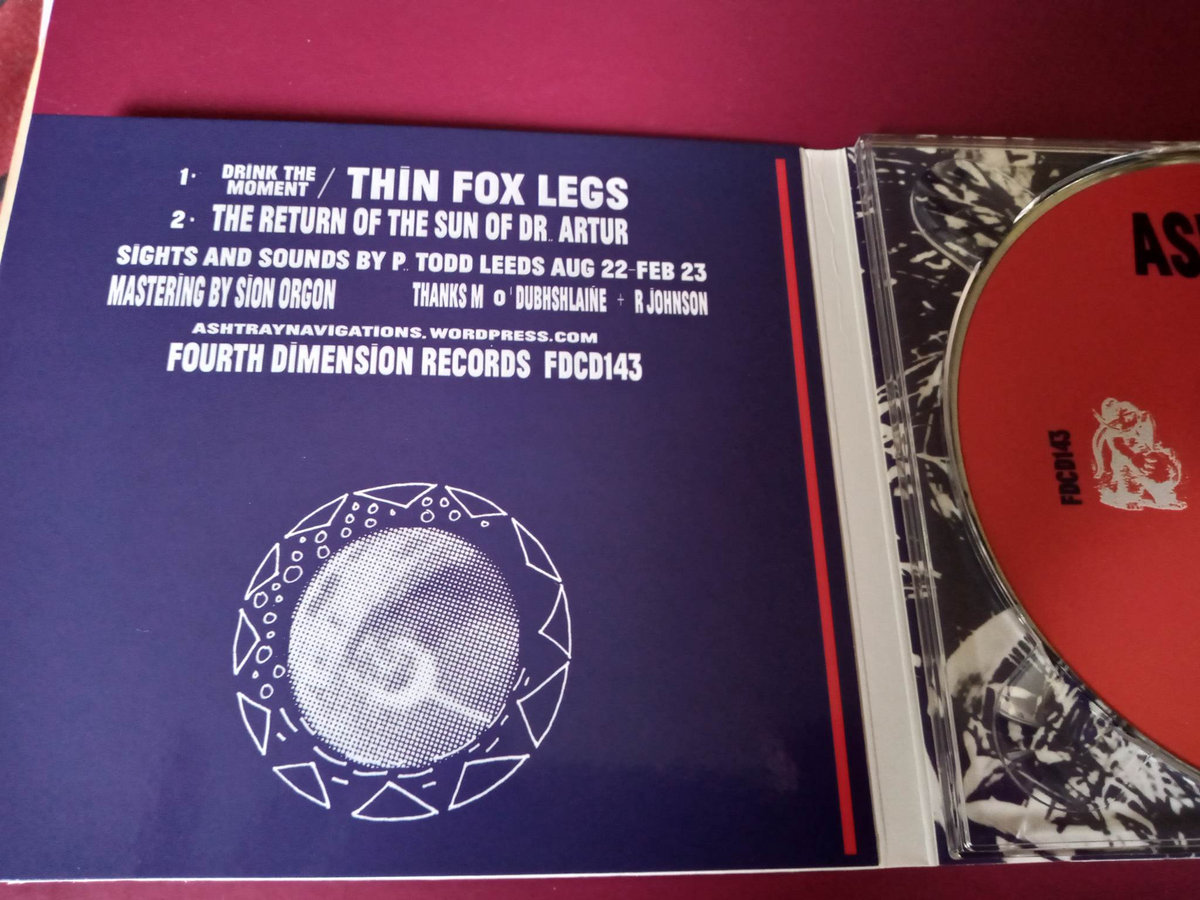 1· DRINK THE MOMENT / THIN FOX LEGS
2· THE RETURN OF THE SUN OF DR. ARTUR
SIGHTS AND SOUNDS BY P. TODD LEEDS AUG 22-FEB 23
MASTERING BY SION ORGON THANKS M O'DUBHSHLAINE + R JOHNSON
ASHTRAYNAVIGATIONS.WORDPRESS.COM
FOURTH DIMENSION RECORDS FDCD143
AS
FDCD143